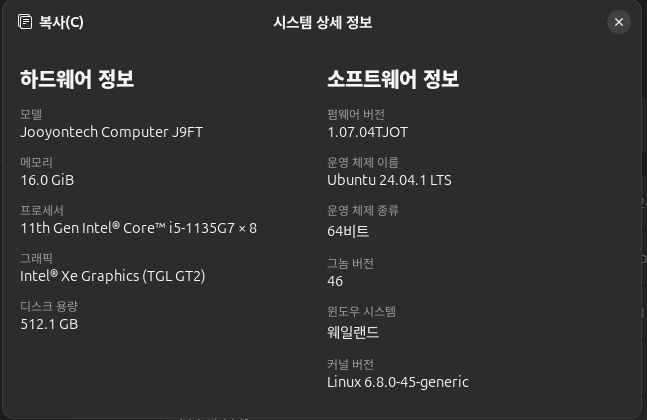 복사(C)
시스템 상세 정보
하드웨어 정보
모델
Jooyontech Computer J9FT
메모리
16.0 GiB
프로세서
11th Gen Intel® Core™ i5-1135G7 × 8
그래픽
Intel® Xe Graphics (TGL GT2)
디스크 용량
512.1 GB
소프트웨어 정보
펌웨어 버전
1.07.04TJOT
운영 체제 이름
Ubuntu 24.04.1 LTS
운영 체제 종류
64비트
그놈 버전
46
윈도우 시스템
웨일랜드
커널 버전
Linux 6.8.0-45-generic